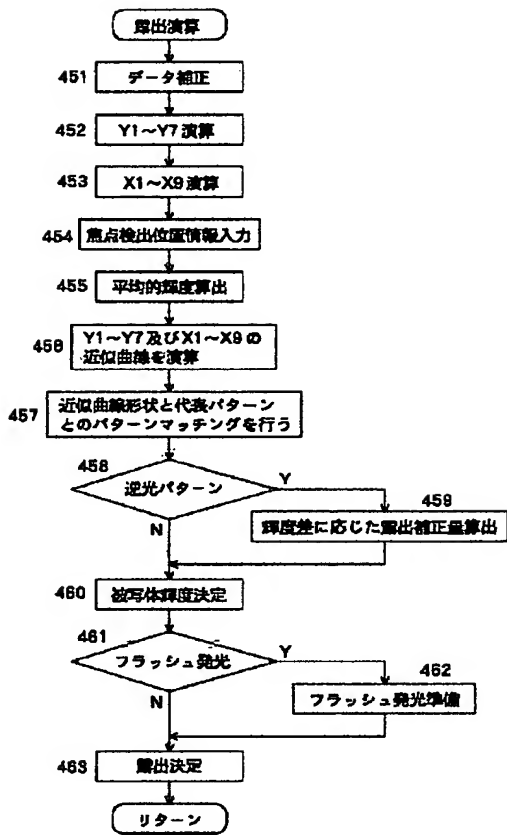 露出演算
451 データ補正
452 Y1~Y7 演算
453 X1~X9 演算
454 焦点検出位置情報入力
455 平均的輝度算出
456 Y1~Y7及びX1~X9の
近似曲線を演算
457 近似曲線形状と代表パターン
とのパターンマッチングを行う
458
逆光パターン Y
N
459
輝度差に応じた露出補正量算出
460 被写体輝度決定
461
フラッシュ発光 Y
N
462
フラッシュ発光準備
463 露出決定
リターン